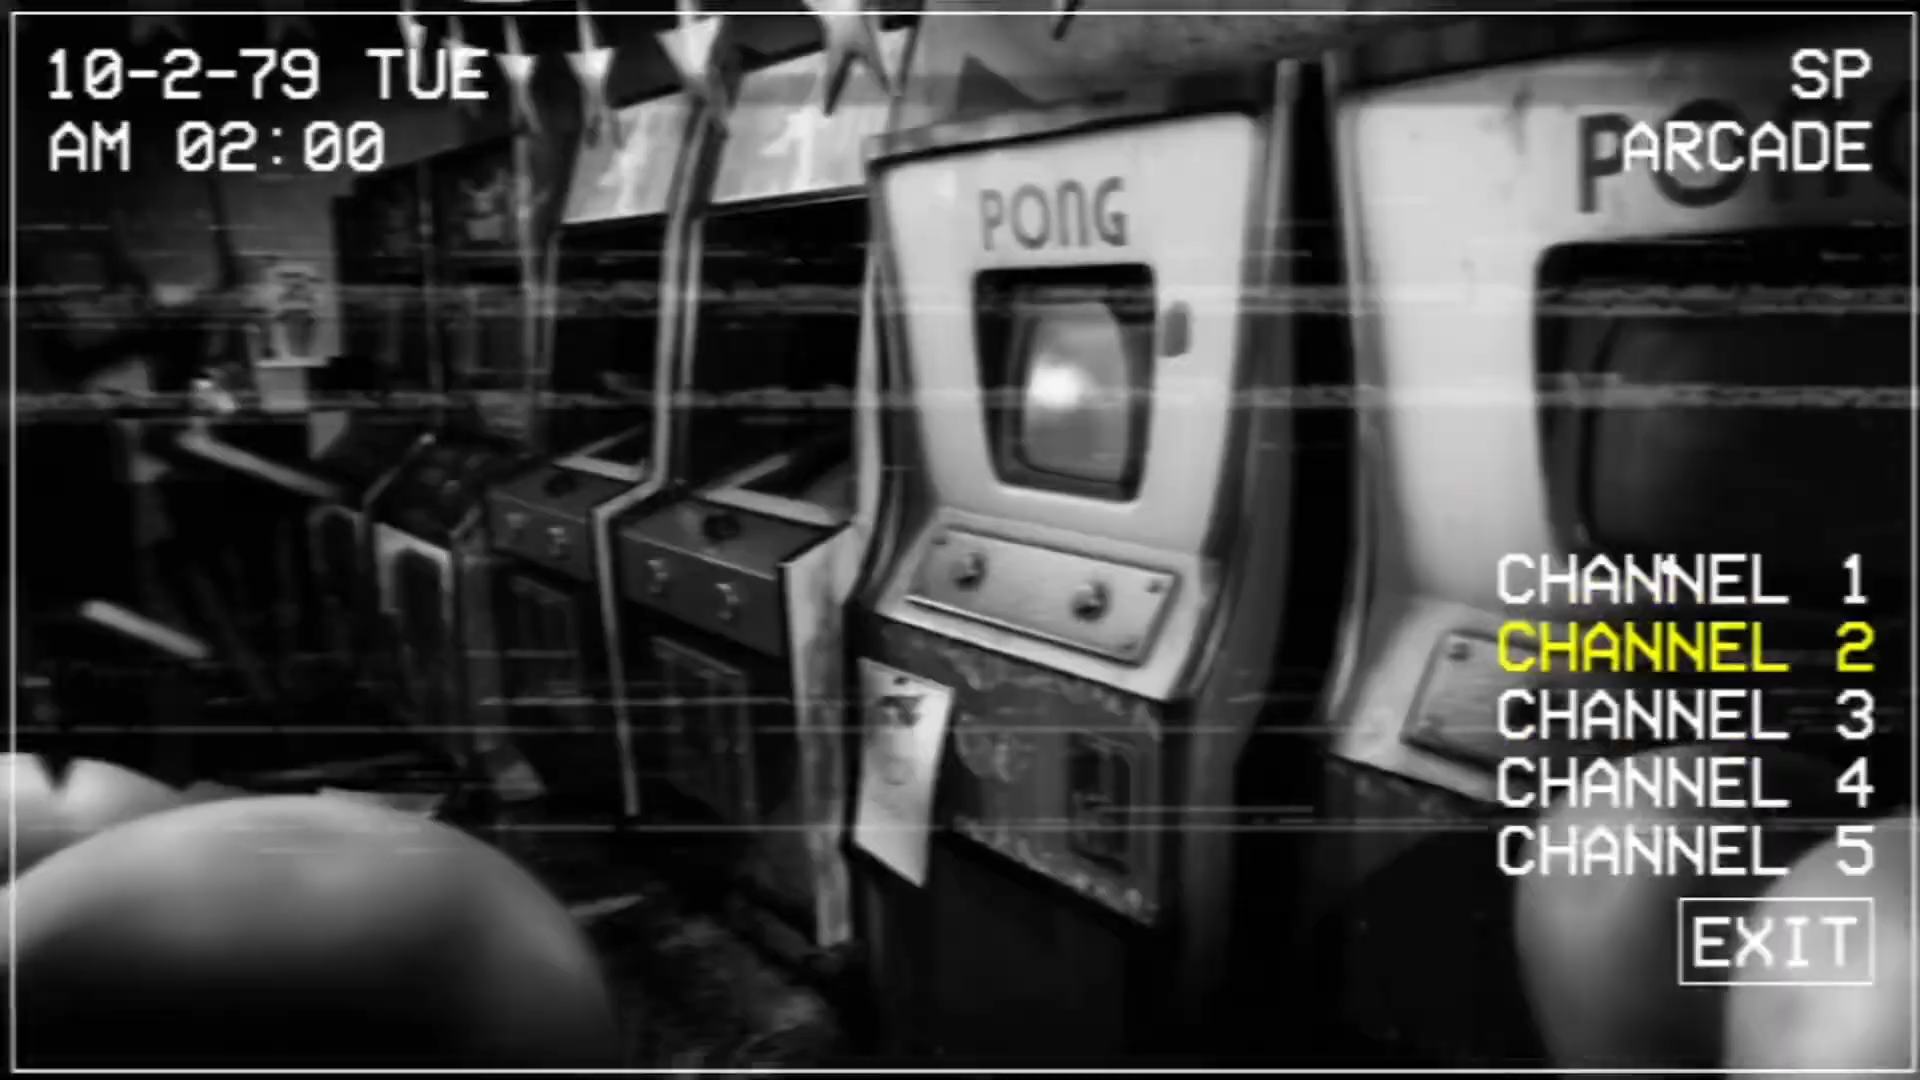 10-2-79 TUE
AM 02:00
SP
ARCADE
PONG
CHANNEL 1
CHANNEL 2
CHANNEL 3
CHANNEL 4
CHANNEL 5
EXIT